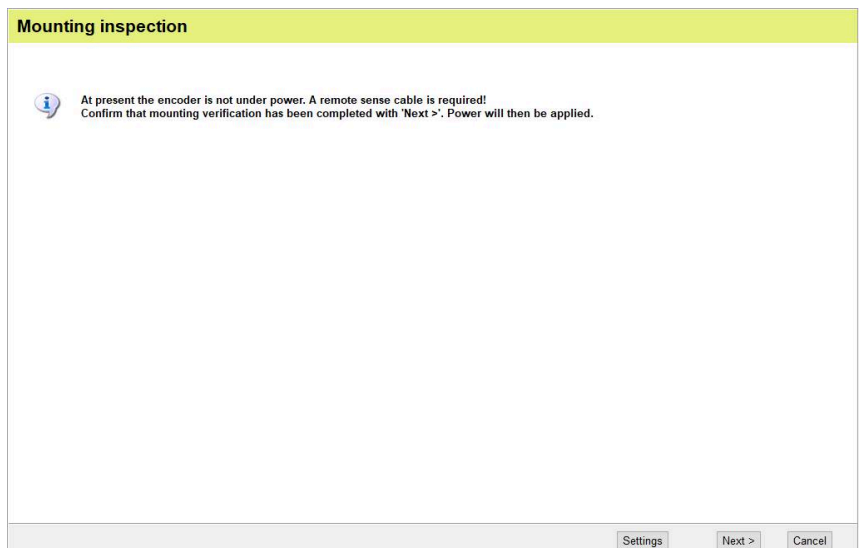 Mounting inspection
At present the encoder is not under power. A remote sense cable is required!
Confirm that mounting verification has been completed with 'Next >'. Power will then be applied.
Settings Next > Cancel